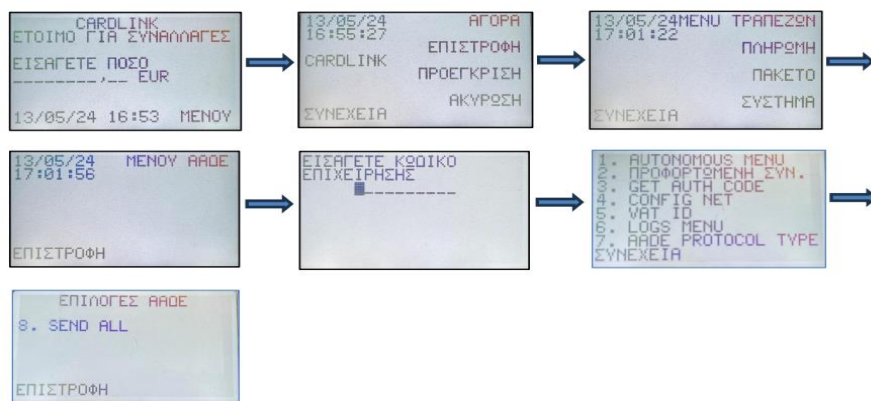 CARDLINK
ΕΤΟΙΜΟ ΓΙΑ ΣΥΝΑΛΛΑΓΕΣ
ΕΙΣΑΓΕΤΕ ΠΟΣΟ
________,__ EUR
13/05/24 16:53 ΜΕΝΟΥ
13/05/24 ΑΓΟΡΑ
16:55:27
ΕΠΙΣΤΡΟΦΗ
CARDLINK
ΠΡΟΕΓΚΡΙΣΗ
ΑΚΥΡΩΣΗ
ΣΥΝΕΧΕΙΑ
13/05/24MENU ΤΡΑΠΕΖΩΝ
17:01:22
ΠΛΗΡΩΜΗ
ΠΑΚΕΤΟ
ΣΥΣΤΗΜΑ
ΣΥΝΕΧΕΙΑ
13/05/24 ΜΕΝΟΥ ΑΑΔΕ
17:01:56
ΕΠΙΣΤΡΟΦΗ
ΕΙΣΑΓΕΤΕ ΚΩΔΙΚΟ
ΕΠΙΧΕΙΡΗΣΗΣ
_________
1. AUTONOMOUS MENU
2. ΠΡΟΦΟΡΤΩΜΕΝΗ ΣΥΝ.
3. GET AUTH CODE
4. CONFIG NET
5. VAT ID
6. LOGS MENU
7. AADE PROTOCOL TYPE
ΣΥΝΕΧΕΙΑ
ΕΠΙΛΟΓΕΣ ΑΑΔΕ
8. SEND ALL
ΕΠΙΣΤΡΟΦΗ